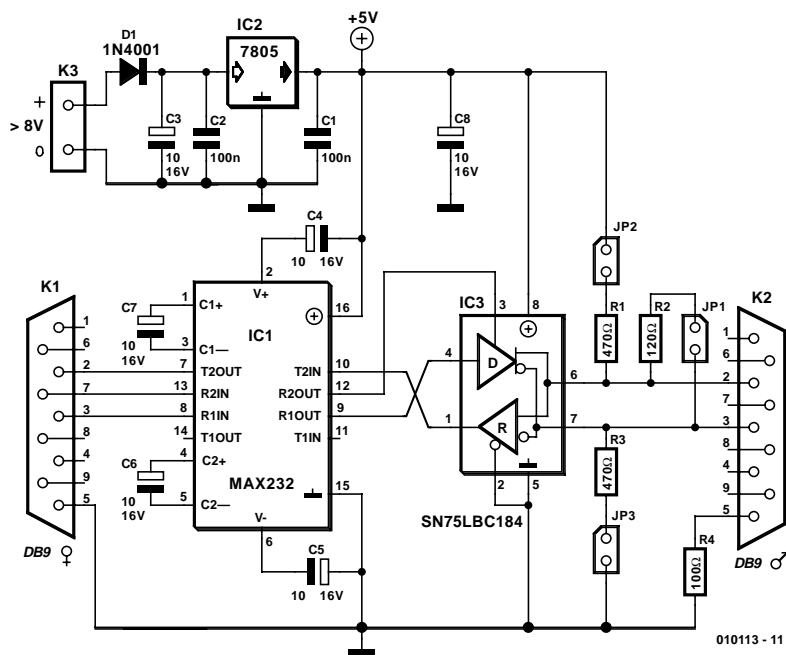 +5V
IC2
7805
D1
1N4001
K3
+
> 8V
0
C3
10
16V
C2
100n
C1
100n
C8
10
16V
C4
10 16V
JP2
K1
1
6
2
7
3
8
4
9
5
DB9 ♀
C7
10
16V
C6
10
16V
2
V+
IC1
MAX232
1 C1+
3 C1—
7 T2OUT
13 R2IN
8 R1IN
14 T1OUT
4 C2+
5 C2—
16
T2IN 10
R2OUT 12
R1OUT 9
T1IN 11
15
V-
6
C5
10 16V
IC3
3
8
4
D
6
1
R
7
2
5
SN75LBC184
R1
470Ω
R2
120Ω
JP1
R3
470Ω
JP3
R4
100Ω
K2
1
6
2
7
3
8
4
9
5
DB9 ♂
010113 - 11